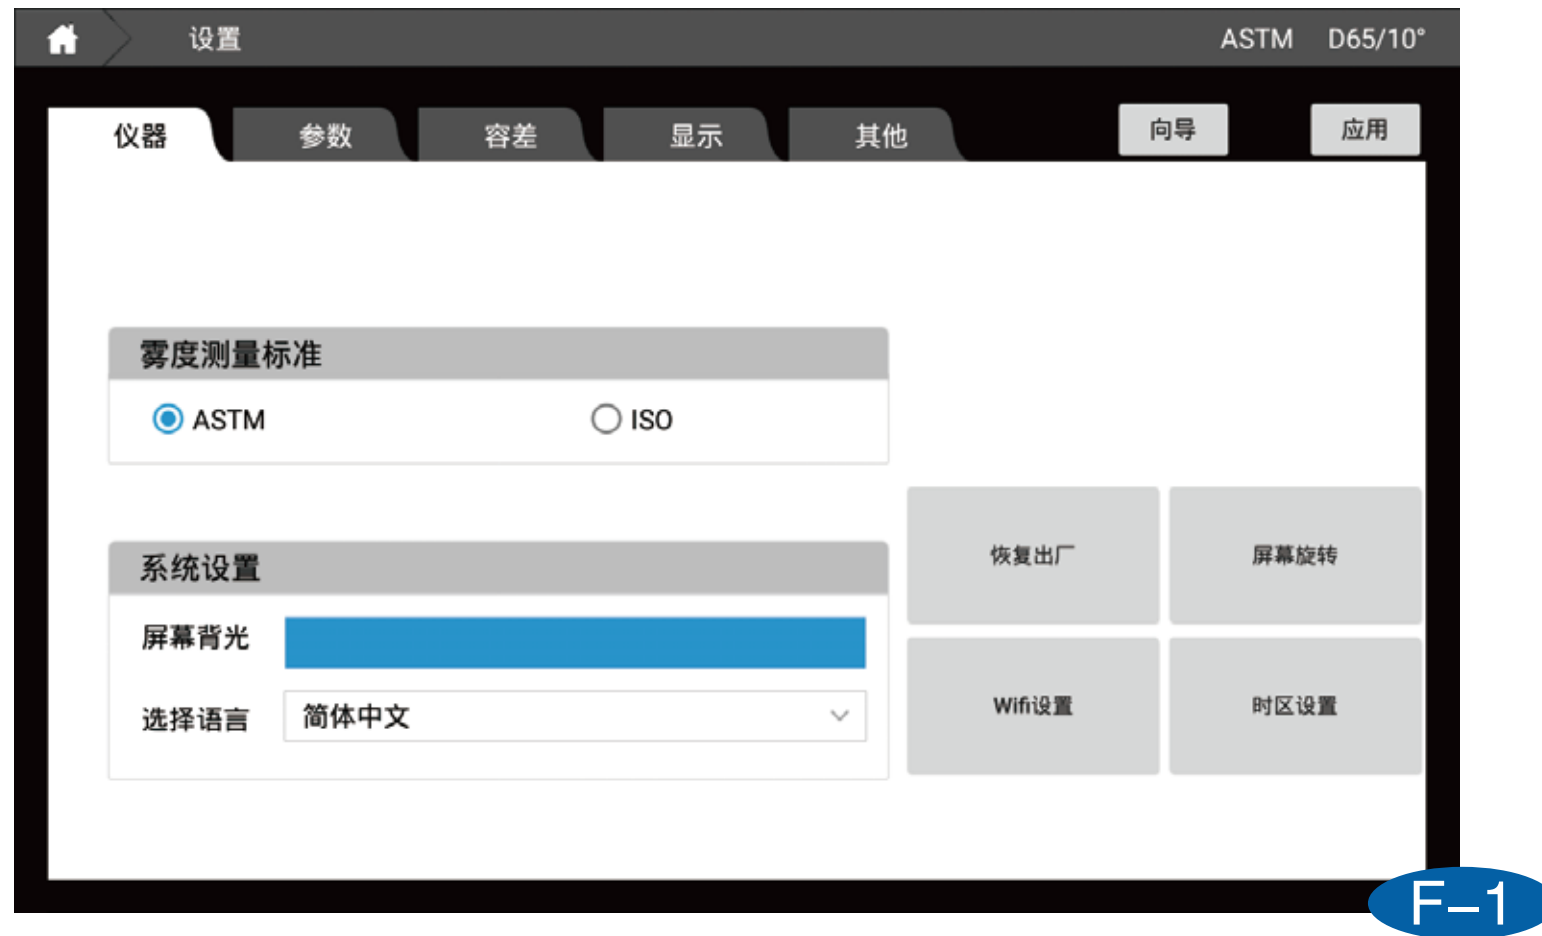 设置 ASTM D65/10°
仪器 参数 容差 显示 其他 向导 应用
雾度测量标准
ASTM ISO
系统设置
屏幕背光
选择语言 简体中文
恢复出厂 屏幕旋转
Wifi设置 时区设置
F-1